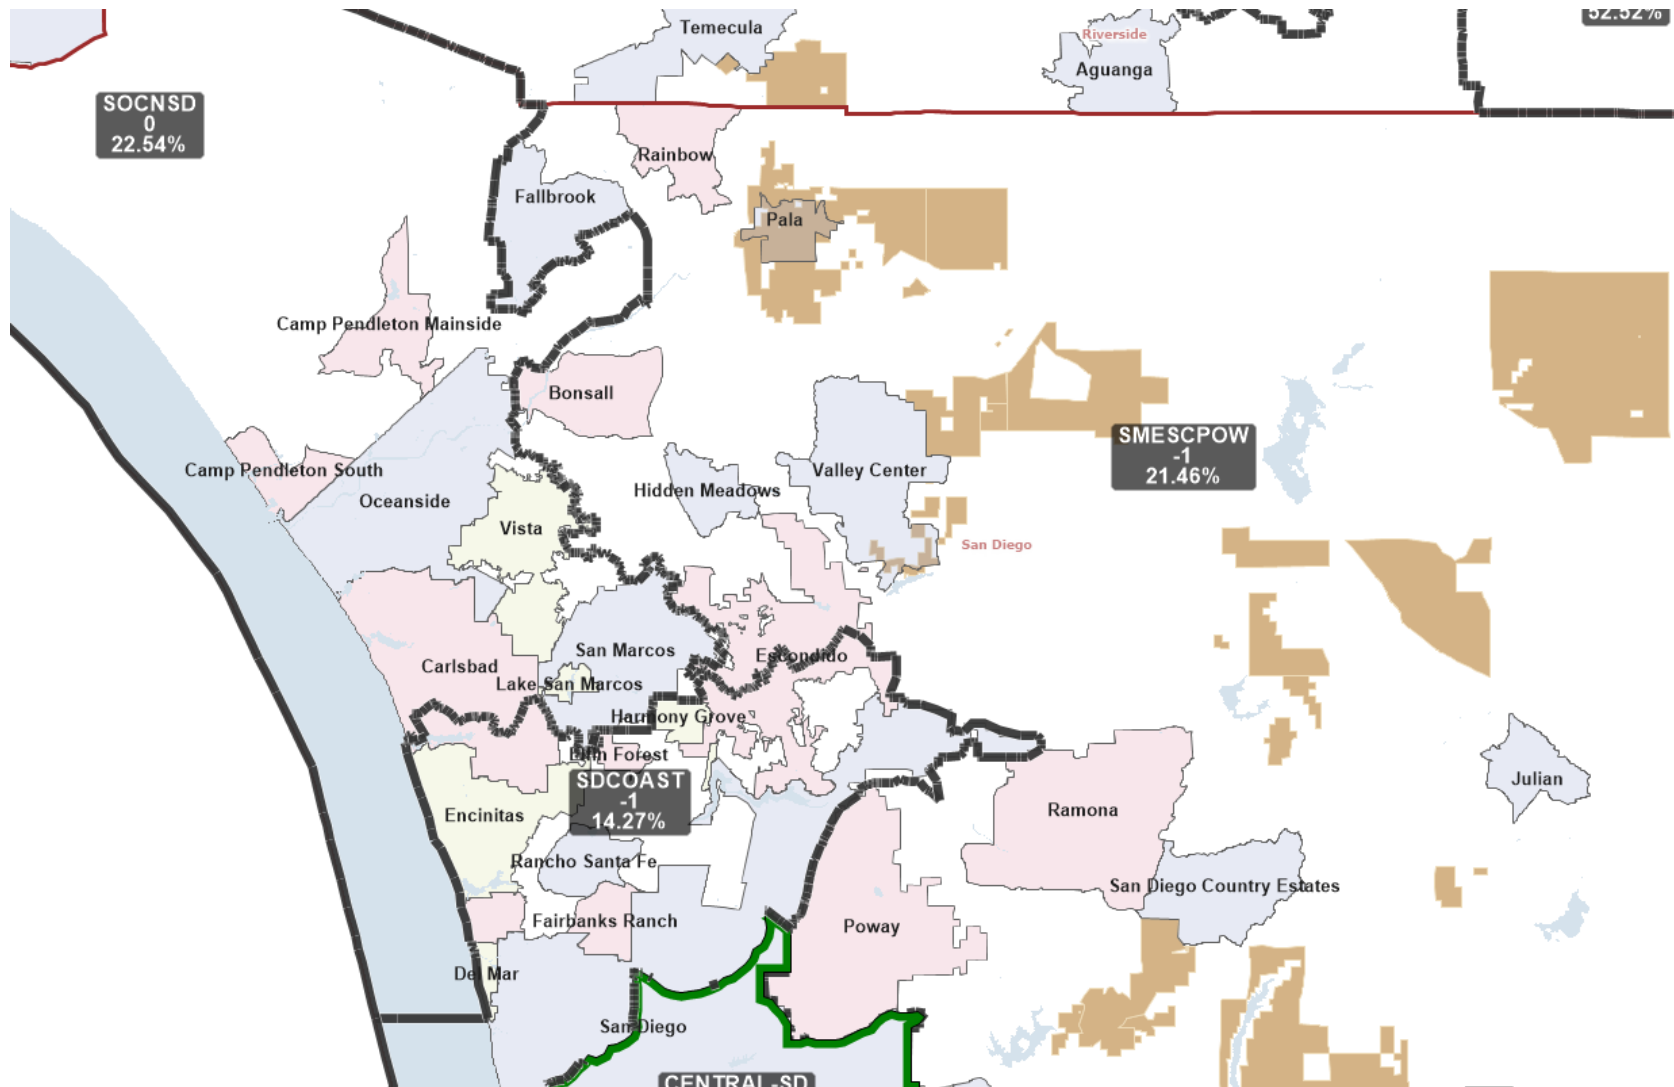 Temecula
Riverside
Aguanga
52.52%
SOCNSD
0
22.54%
Rainbow
Fallbrook
Pala
Camp Pendleton Mainside
Bonsall
SMESCPOW
-1
21.46%
Camp Pendleton South
Oceanside
Hidden Meadows
Valley Center
Vista
San Diego
San Marcos
Escondido
Carlsbad
Lake San Marcos
Harmony Grove
Elfin Forest
SDCOAST
-1
14.27%
Julian
Encinitas
Ramona
Rancho Santa Fe
San Diego Country Estates
Fairbanks Ranch
Poway
Del Mar
San Diego
CENTRAL-SD